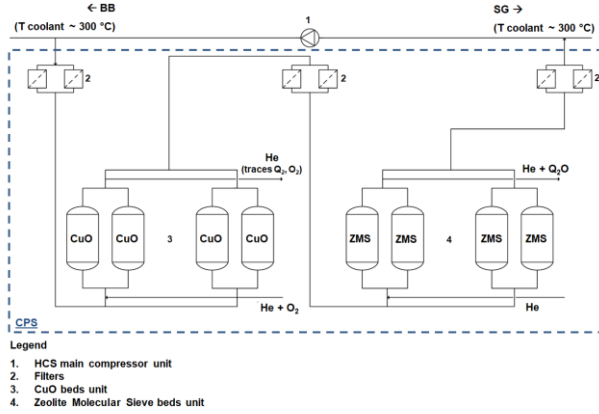 ← BB
(T coolant ~ 300 °C)
1
SG →
(T coolant ~ 300 °C)
2
2
2
He
(traces Q₂, O₂)
He + Q₂O
CuO
CuO
3
CuO
CuO
ZMS
ZMS
4
ZMS
ZMS
He + O₂
He
CPS
Legend
1. HCS main compressor unit
2. Filters
3. CuO beds unit
4. Zeolite Molecular Sieve beds unit